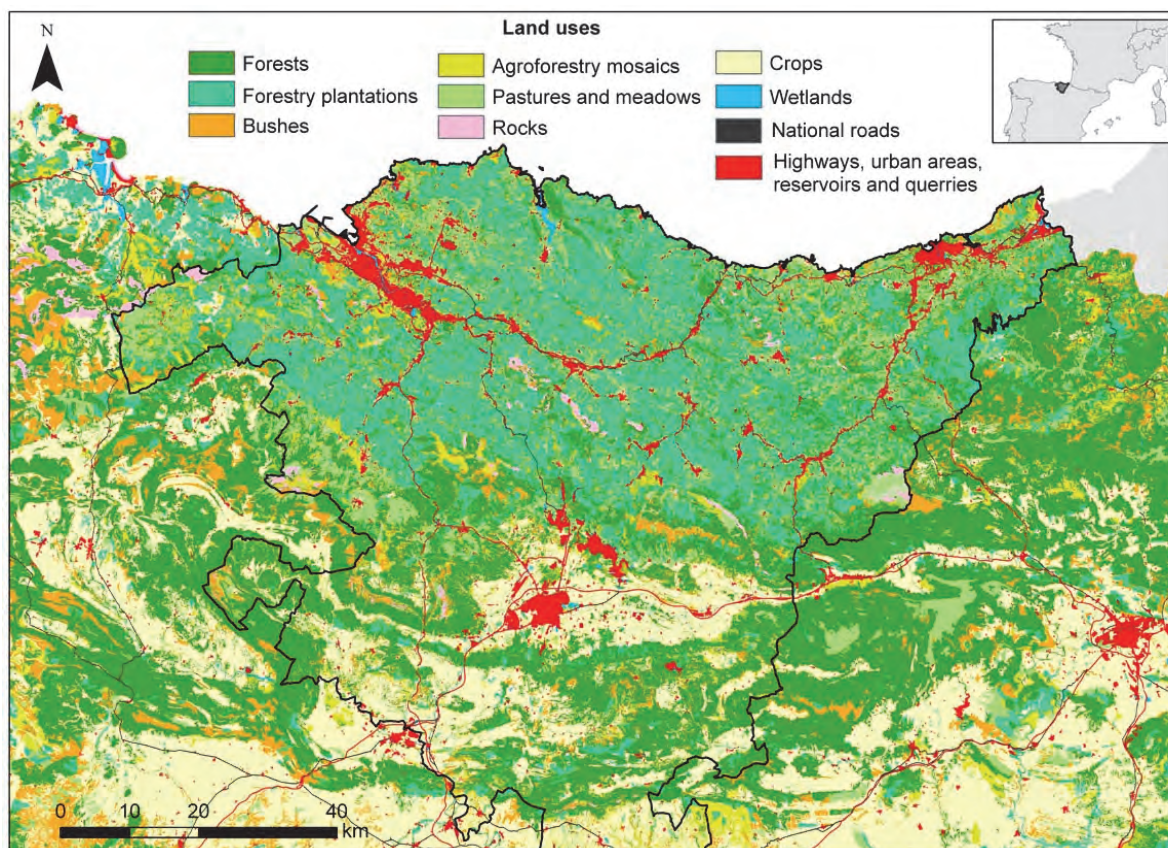 Land uses
N
Forests
Forestry plantations
Bushes
Agroforestry mosaics
Pastures and meadows
Rocks
Crops
Wetlands
National roads
Highways, urban areas,
reservoirs and querries
0 10 20 40
km